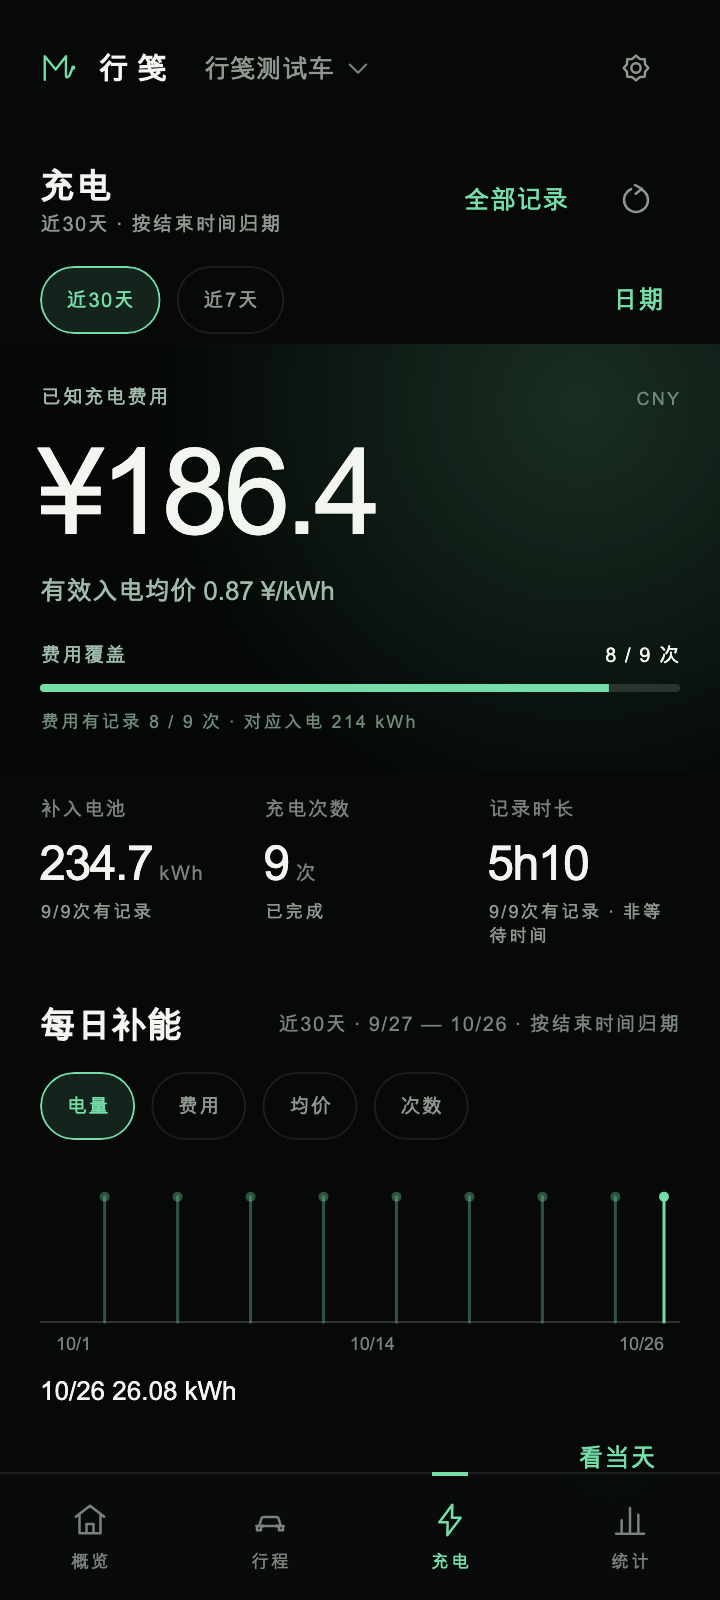 行笺 行笺测试车
充电
全部记录
近30天 · 按结束时间归期
近30天 近7天 日期
已知充电费用 CNY
¥186.4
有效入电均价 0.87 ¥/kWh
费用覆盖 8 / 9 次
费用有记录 8 / 9 次 · 对应入电 214 kWh
补入电池 充电次数 记录时长
234.7 kWh 9 次 5h10
9/9次有记录 已完成 9/9次有记录 · 非等
待时间
每日补能 近30天 · 9/27 — 10/26 · 按结束时间归期
电量 费用 均价 次数
10/1 10/14 10/26
10/26 26.08 kWh
看当天
概览 行程 充电 统计